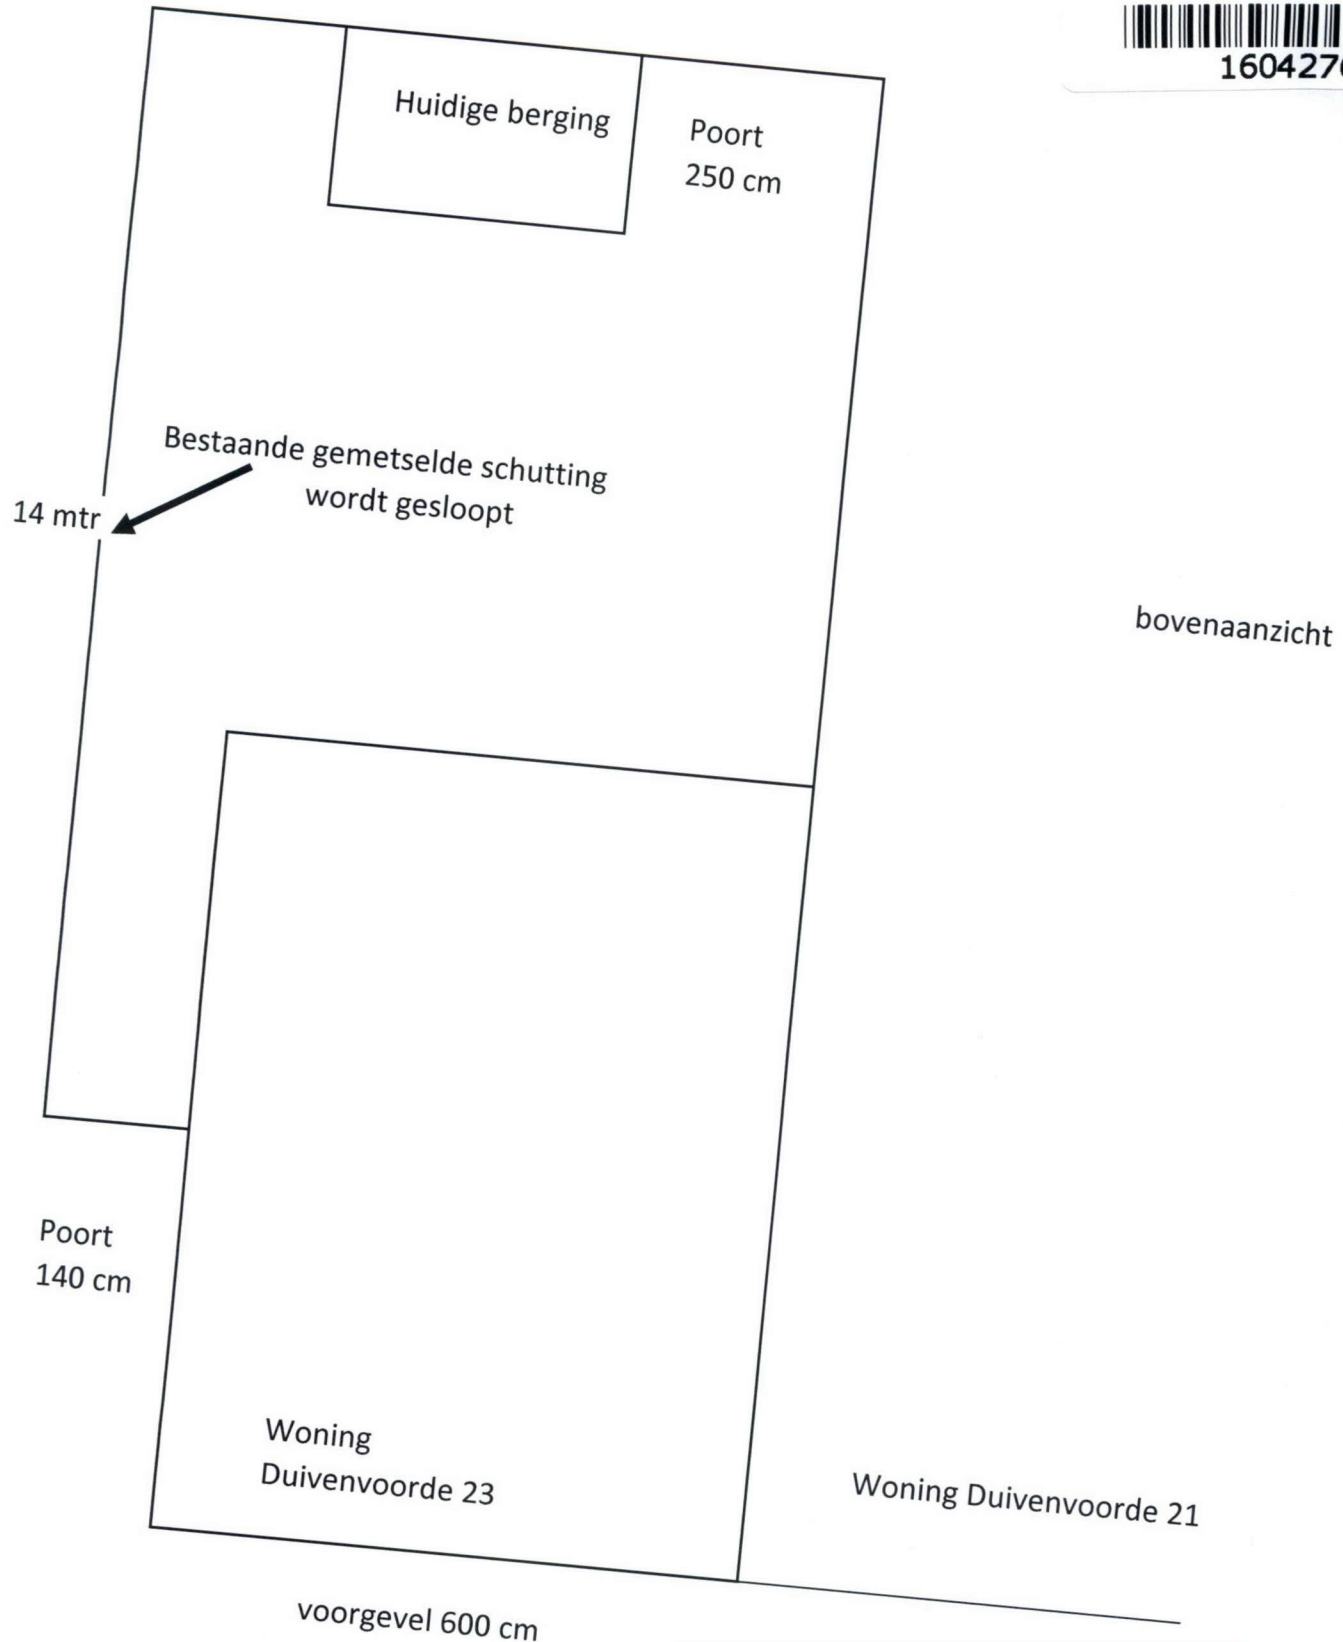 Huidige berging
Poort
250 cm
Bestaande gemetselde schutting
wordt gesloopt
14 mtr
bovenaanzicht
Poort
140 cm
Woning
Duivenvoorde 23
Woning Duivenvoorde 21
voorgevel 600 cm